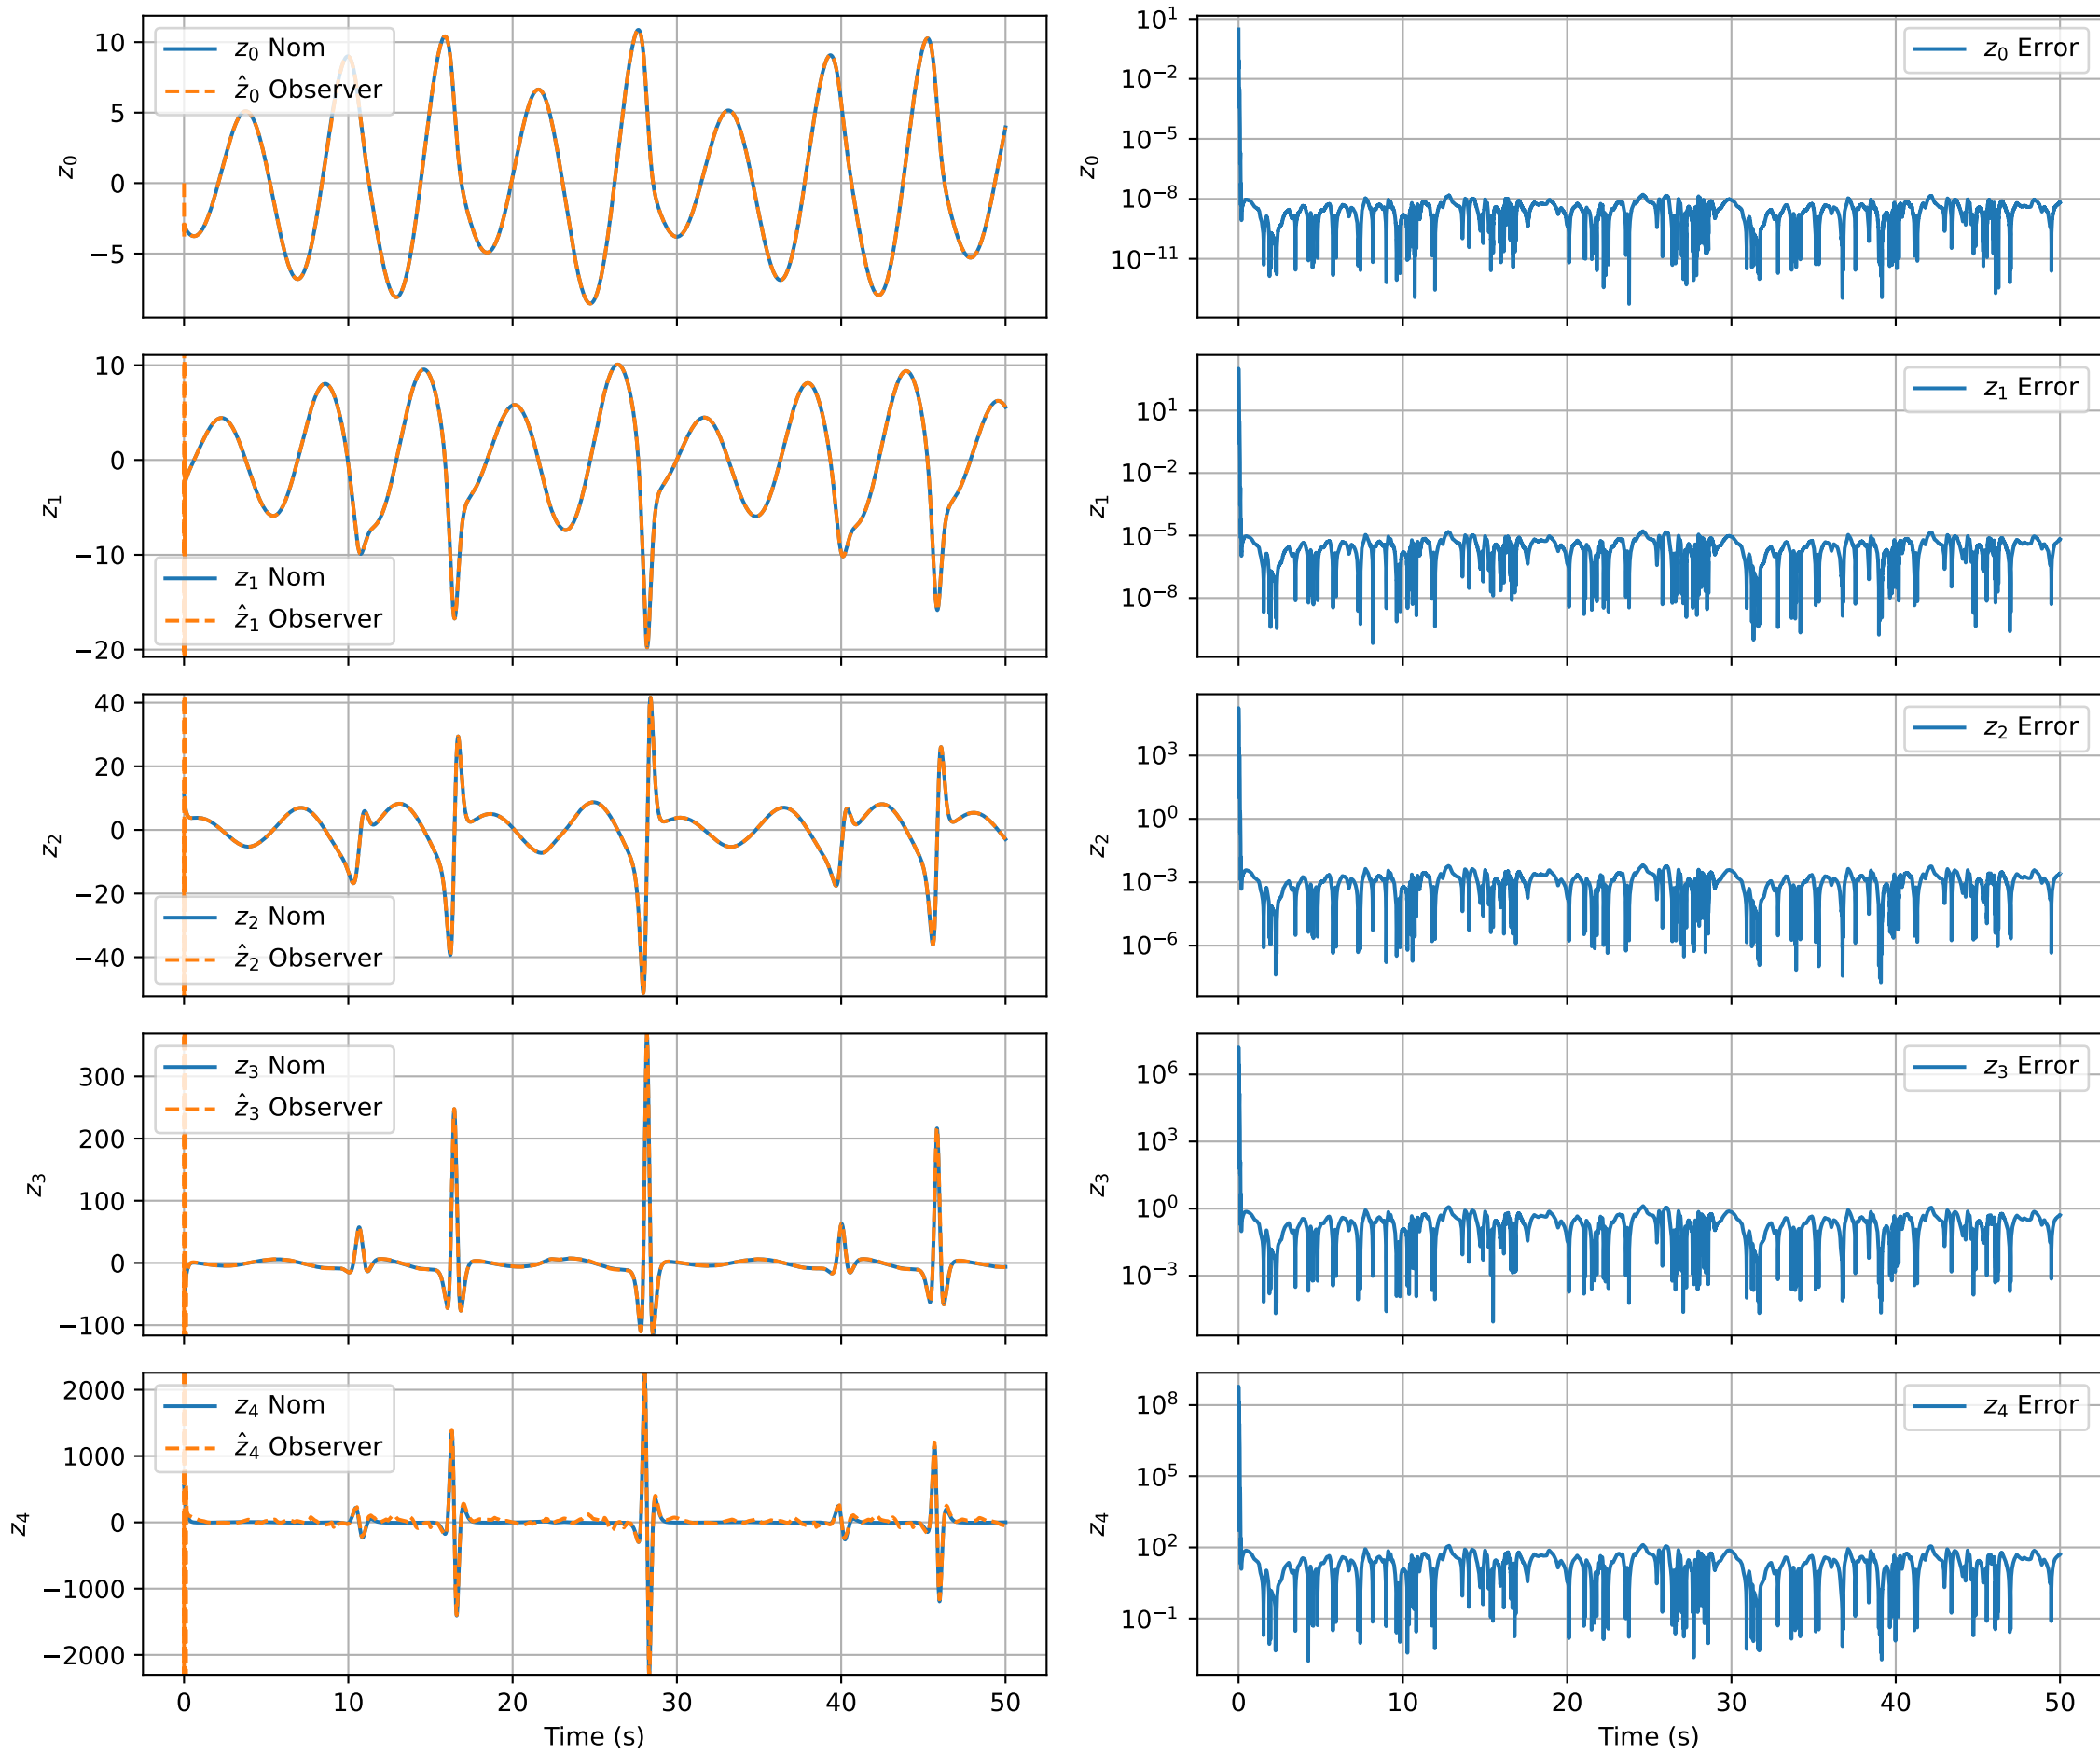 10
5
0
−5
z₀
z₀ Nom
ẑ₀ Observer
10¹
10⁻²
10⁻⁵
10⁻⁸
10⁻¹¹
z₀
z₀ Error
10
0
−10
−20
z₁
z₁ Nom
ẑ₁ Observer
10¹
10⁻²
10⁻⁵
10⁻⁸
z₁
z₁ Error
40
20
0
−20
−40
z₂
z₂ Nom
ẑ₂ Observer
10³
10⁰
10⁻³
10⁻⁶
z₂
z₂ Error
300
200
100
0
−100
z₃
z₃ Nom
ẑ₃ Observer
10⁶
10³
10⁰
10⁻³
z₃
z₃ Error
2000
1000
0
−1000
−2000
z₄
z₄ Nom
ẑ₄ Observer
0 10 20 30 40 50
Time (s)
10⁸
10⁵
10²
10⁻¹
z₄
z₄ Error
0 10 20 30 40 50
Time (s)